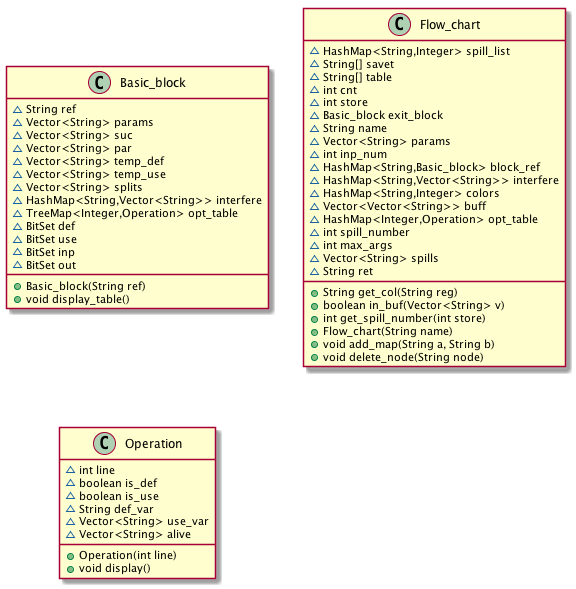 C Basic_block
String ref
Vector<String> params
Vector<String> suc
Vector<String> par
Vector<String> temp_def
Vector<String> temp_use
Vector<String> splits
HashMap<String,Vector<String>> interfere
TreeMap<Integer,Operation> opt_table
BitSet def
BitSet use
BitSet inp
BitSet out
Basic_block(String ref)
void display_table()
C Flow_chart
HashMap<String,Integer> spill_list
String[] savet
String[] table
int cnt
int store
Basic_block exit_block
String name
Vector<String> params
int inp_num
HashMap<String,Basic_block> block_ref
HashMap<String,Vector<String>> interfere
HashMap<String,Integer> colors
Vector<Vector<String>> buff
HashMap<Integer,Operation> opt_table
int spill_number
int max_args
Vector<String> spills
String ret
String get_col(String reg)
boolean in_buf(Vector<String> v)
int get_spill_number(int store)
Flow_chart(String name)
void add_map(String a, String b)
void delete_node(String node)
C Operation
int line
boolean is_def
boolean is_use
String def_var
Vector<String> use_var
Vector<String> alive
Operation(int line)
void display()